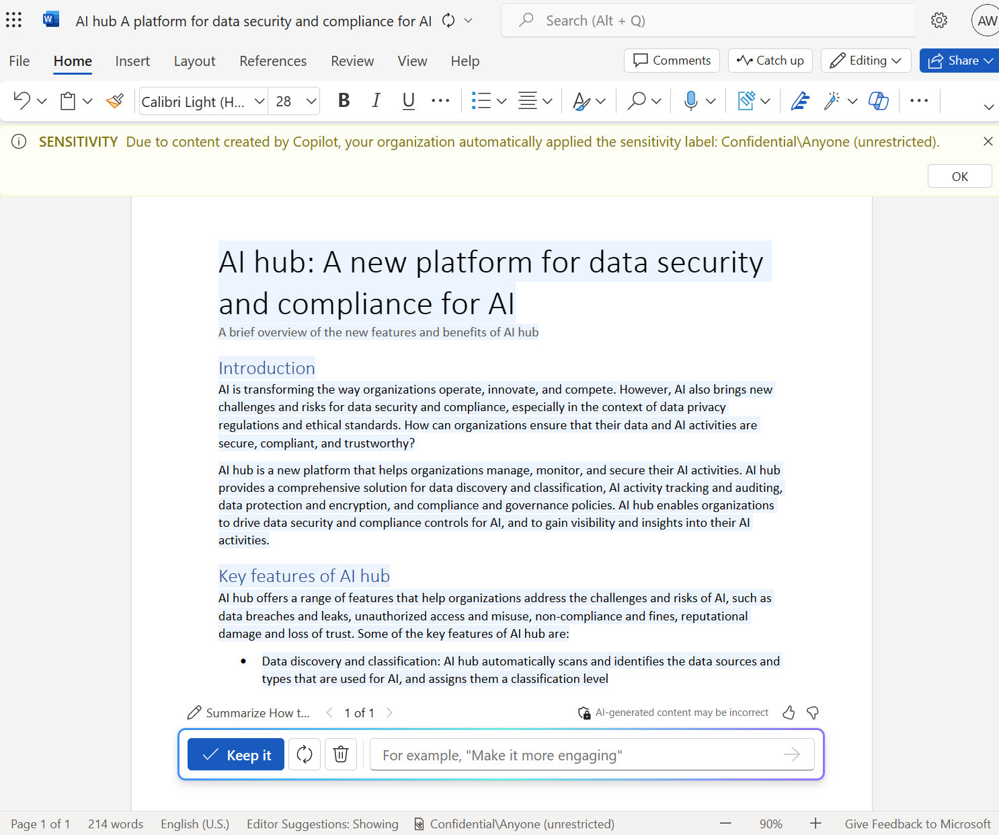 W AI hub A platform for data security and compliance for AI
Search (Alt + Q)
AW
File Home Insert Layout References Review View Help
Comments Catch up Editing Share
Calibri Light (H... 28 B I U
SENSITIVITY Due to content created by Copilot, your organization automatically applied the sensitivity label: Confidential\Anyone (unrestricted).
OK
AI hub: A new platform for data security
and compliance for AI
A brief overview of the new features and benefits of AI hub
Introduction
AI is transforming the way organizations operate, innovate, and compete. However, AI also brings new
challenges and risks for data security and compliance, especially in the context of data privacy
regulations and ethical standards. How can organizations ensure that their data and AI activities are
secure, compliant, and trustworthy?
AI hub is a new platform that helps organizations manage, monitor, and secure their AI activities. AI hub
provides a comprehensive solution for data discovery and classification, AI activity tracking and auditing,
data protection and encryption, and compliance and governance policies. AI hub enables organizations
to drive data security and compliance controls for AI, and to gain visibility and insights into their AI
activities.
Key features of AI hub
AI hub offers a range of features that help organizations address the challenges and risks of AI, such as
data breaches and leaks, unauthorized access and misuse, non-compliance and fines, reputational
damage and loss of trust. Some of the key features of AI hub are:
• Data discovery and classification: AI hub automatically scans and identifies the data sources and
types that are used for AI, and assigns them a classification level
Summarize How t... 1 of 1 AI-generated content may be incorrect
Keep it For example, "Make it more engaging"
Page 1 of 1 214 words English (U.S.) Editor Suggestions: Showing Confidential\Anyone (unrestricted) 90% Give Feedback to Microsoft